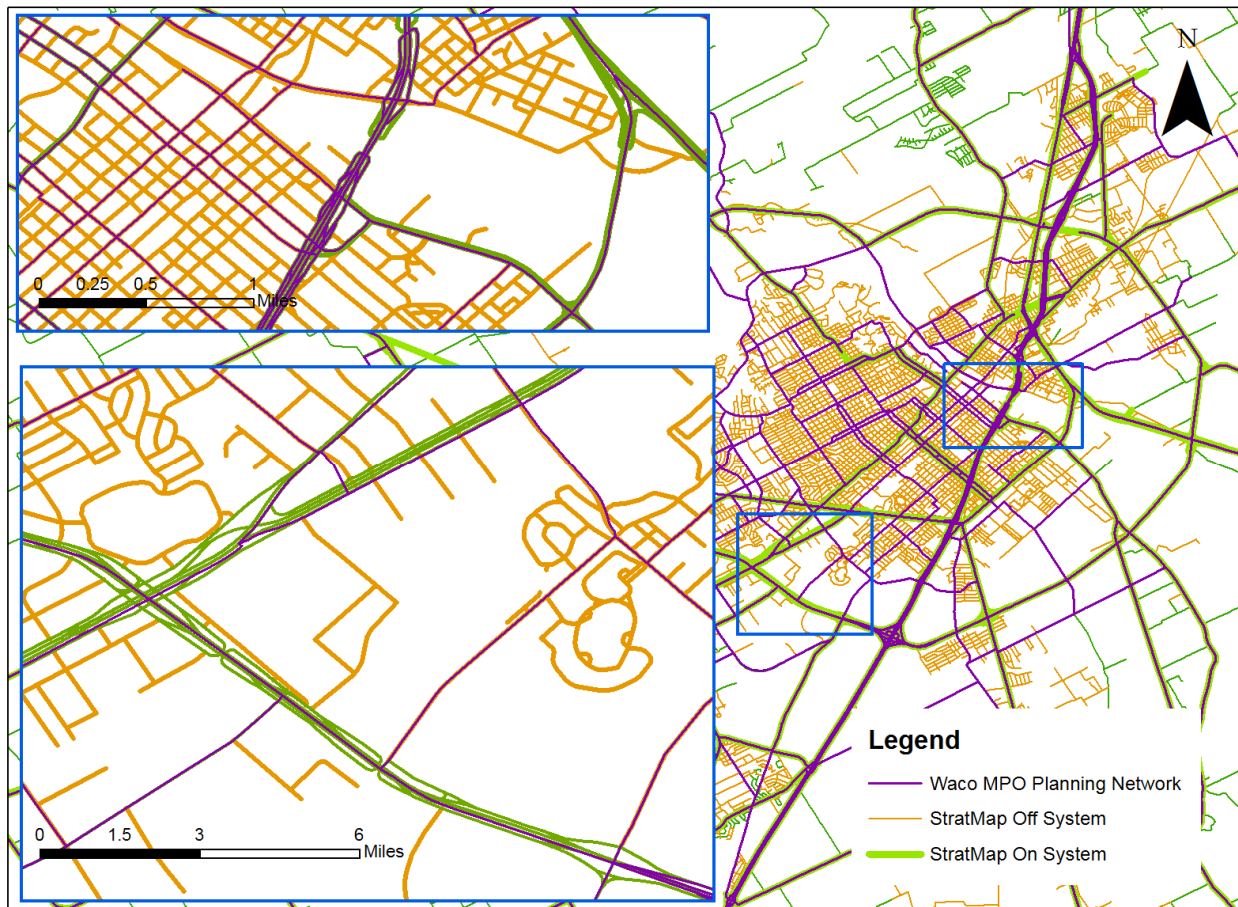 N
0 0.25 0.5 1
Miles
0 1.5 3 6
Miles
Legend
Waco MPO Planning Network
StratMap Off System
StratMap On System